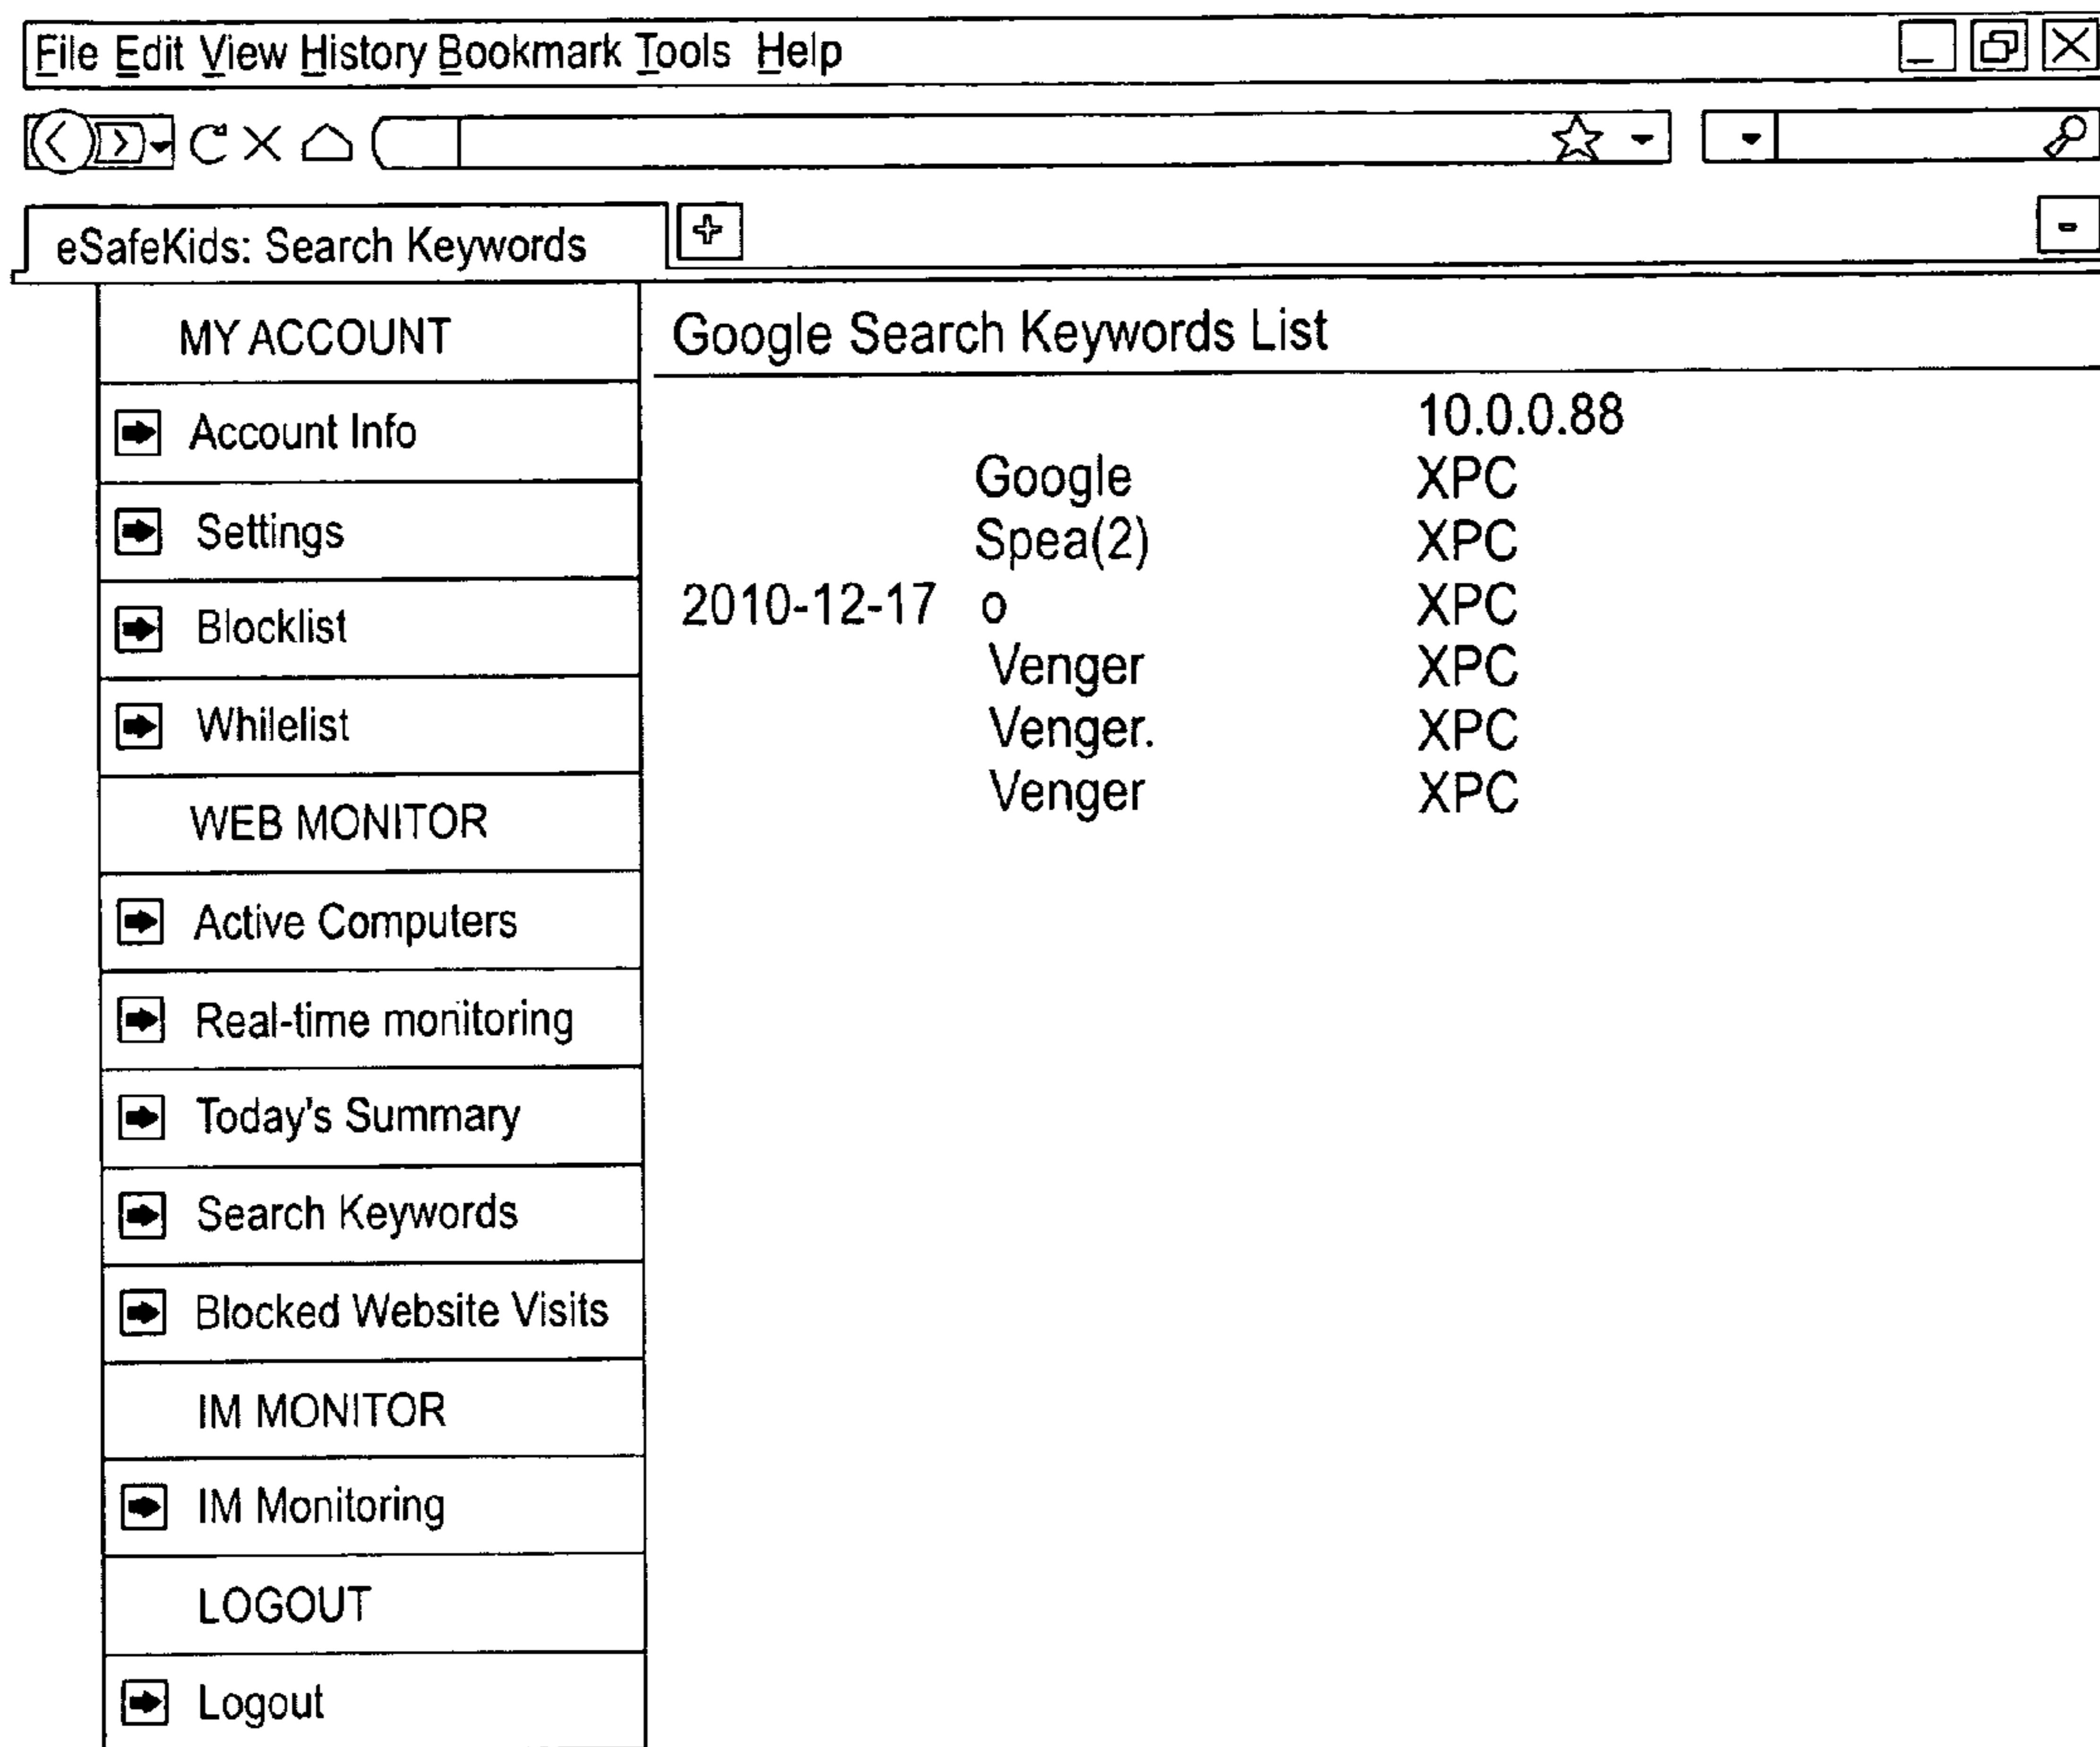 File Edit View History Bookmark Tools Help
eSafeKids: Search Keywords
MY ACCOUNT
Account Info
Settings
Blocklist
Whilelist
WEB MONITOR
Active Computers
Real-time monitoring
Today's Summary
Search Keywords
Blocked Website Visits
IM MONITOR
IM Monitoring
LOGOUT
Logout
Google Search Keywords List
10.0.0.88
Google XPC
Spea(2) XPC
2010-12-17 o XPC
Venger XPC
Venger. XPC
Venger XPC